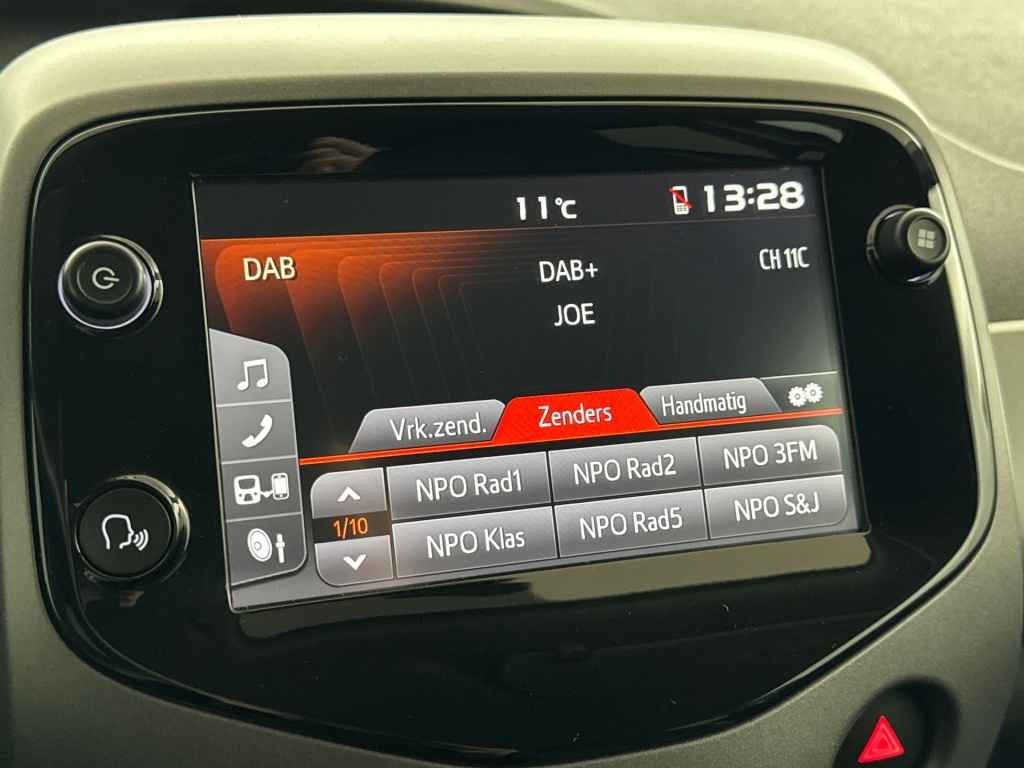 11°C 13:28
DAB DAB+ CH 11C
JOE
Vrk.zend. Zenders Handmatig
NPO Rad1 NPO Rad2 NPO 3FM
1/10
NPO Klas NPO Rad5 NPO S&J